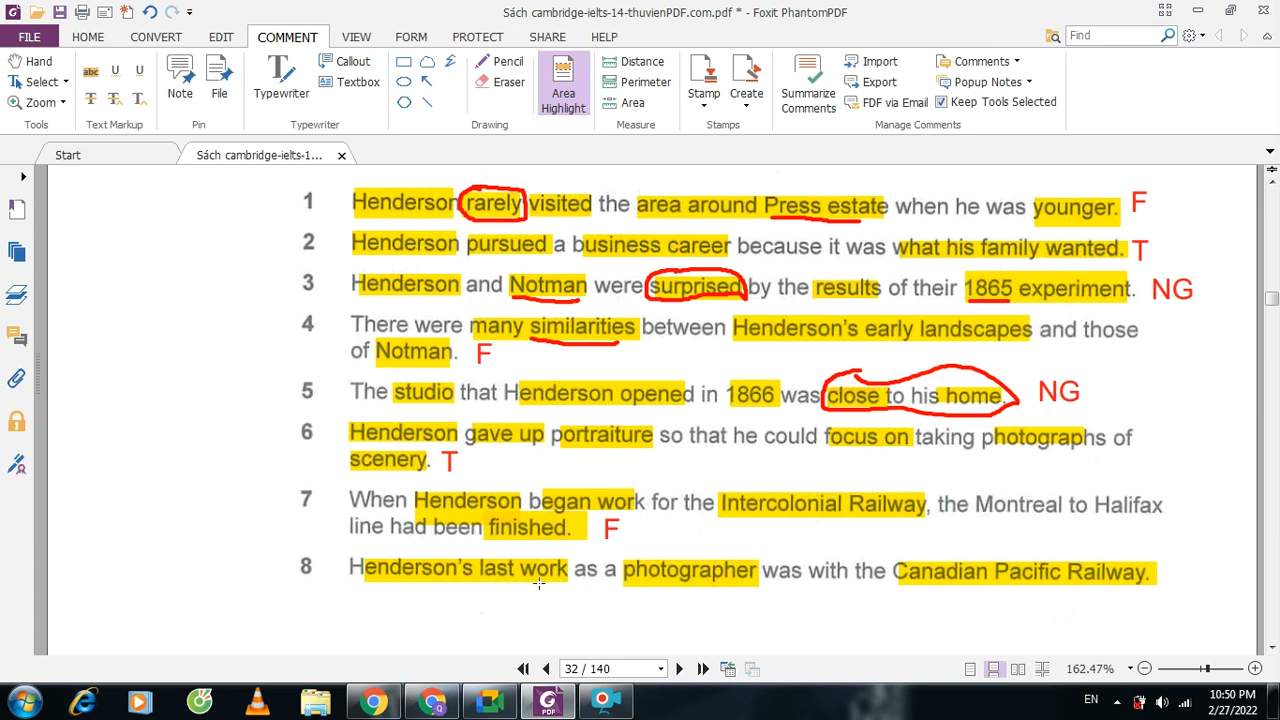 Sách cambridge-ielts-14-thuvienPDF.com.pdf * - Foxit PhantomPDF
FILE HOME CONVERT EDIT COMMENT VIEW FORM PROTECT SHARE HELP Find
Hand
Select
Zoom
Tools
abc U U
T T T
Text Markup
Note File
Pin
Typewriter
Callout
Textbox
Typewriter
Pencil
Eraser
Drawing
Area Highlight
Distance
Perimeter
Area
Measure
Stamp Create
Stamps
Summarize Comments
Import
Export
FDF via Email
Comments
Popup Notes
Keep Tools Selected
Manage Comments
Start Sách cambridge-ielts-1...
1 Henderson rarely visited the area around Press estate when he was younger. F
2 Henderson pursued a business career because it was what his family wanted. T
3 Henderson and Notman were surprised by the results of their 1865 experiment. NG
4 There were many similarities between Henderson's early landscapes and those
of Notman. F
5 The studio that Henderson opened in 1866 was close to his home. NG
6 Henderson gave up portraiture so that he could focus on taking photographs of
scenery. T
7 When Henderson began work for the Intercolonial Railway, the Montreal to Halifax
line had been finished. F
8 Henderson's last work as a photographer was with the Canadian Pacific Railway.
32 / 140 162.47%
EN 10:50 PM
2/27/2022